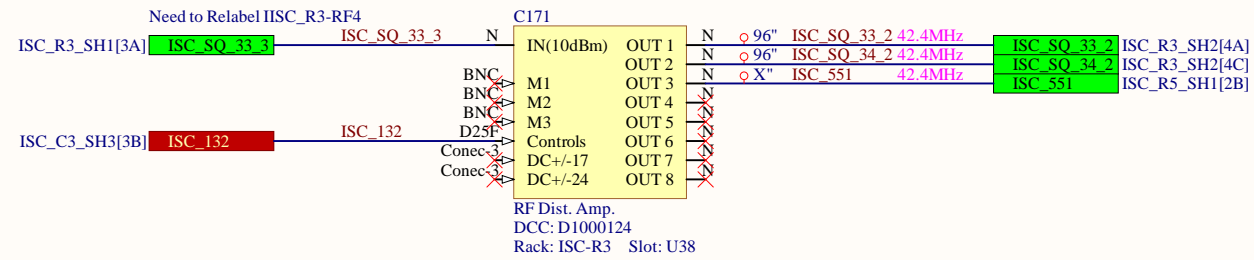 Need to Relabel IISC_R3-RF4
C171
ISC_R3_SH1[3A] ISC_SQ_33_3 ISC_SQ_33_3 N IN(10dBm) OUT 1 N 96" ISC_SQ_33_2 42.4MHz ISC_SQ_33_2 ISC_R3_SH2[4A]
OUT 2 N 96" ISC_SQ_34_2 42.4MHz ISC_SQ_34_2 ISC_R3_SH2[4C]
BNC M1 OUT 3 N X" ISC_551 42.4MHz ISC_551 ISC_R5_SH1[2B]
BNC M2 OUT 4 N
BNC M3 OUT 5 N
ISC_C3_SH3[3B] ISC_132 ISC_132 D25F Controls OUT 6 N
Conec-3 DC+/-17 OUT 7 N
Conec-3 DC+/-24 OUT 8 N
RF Dist. Amp.
DCC: D1000124
Rack: ISC-R3 Slot: U38